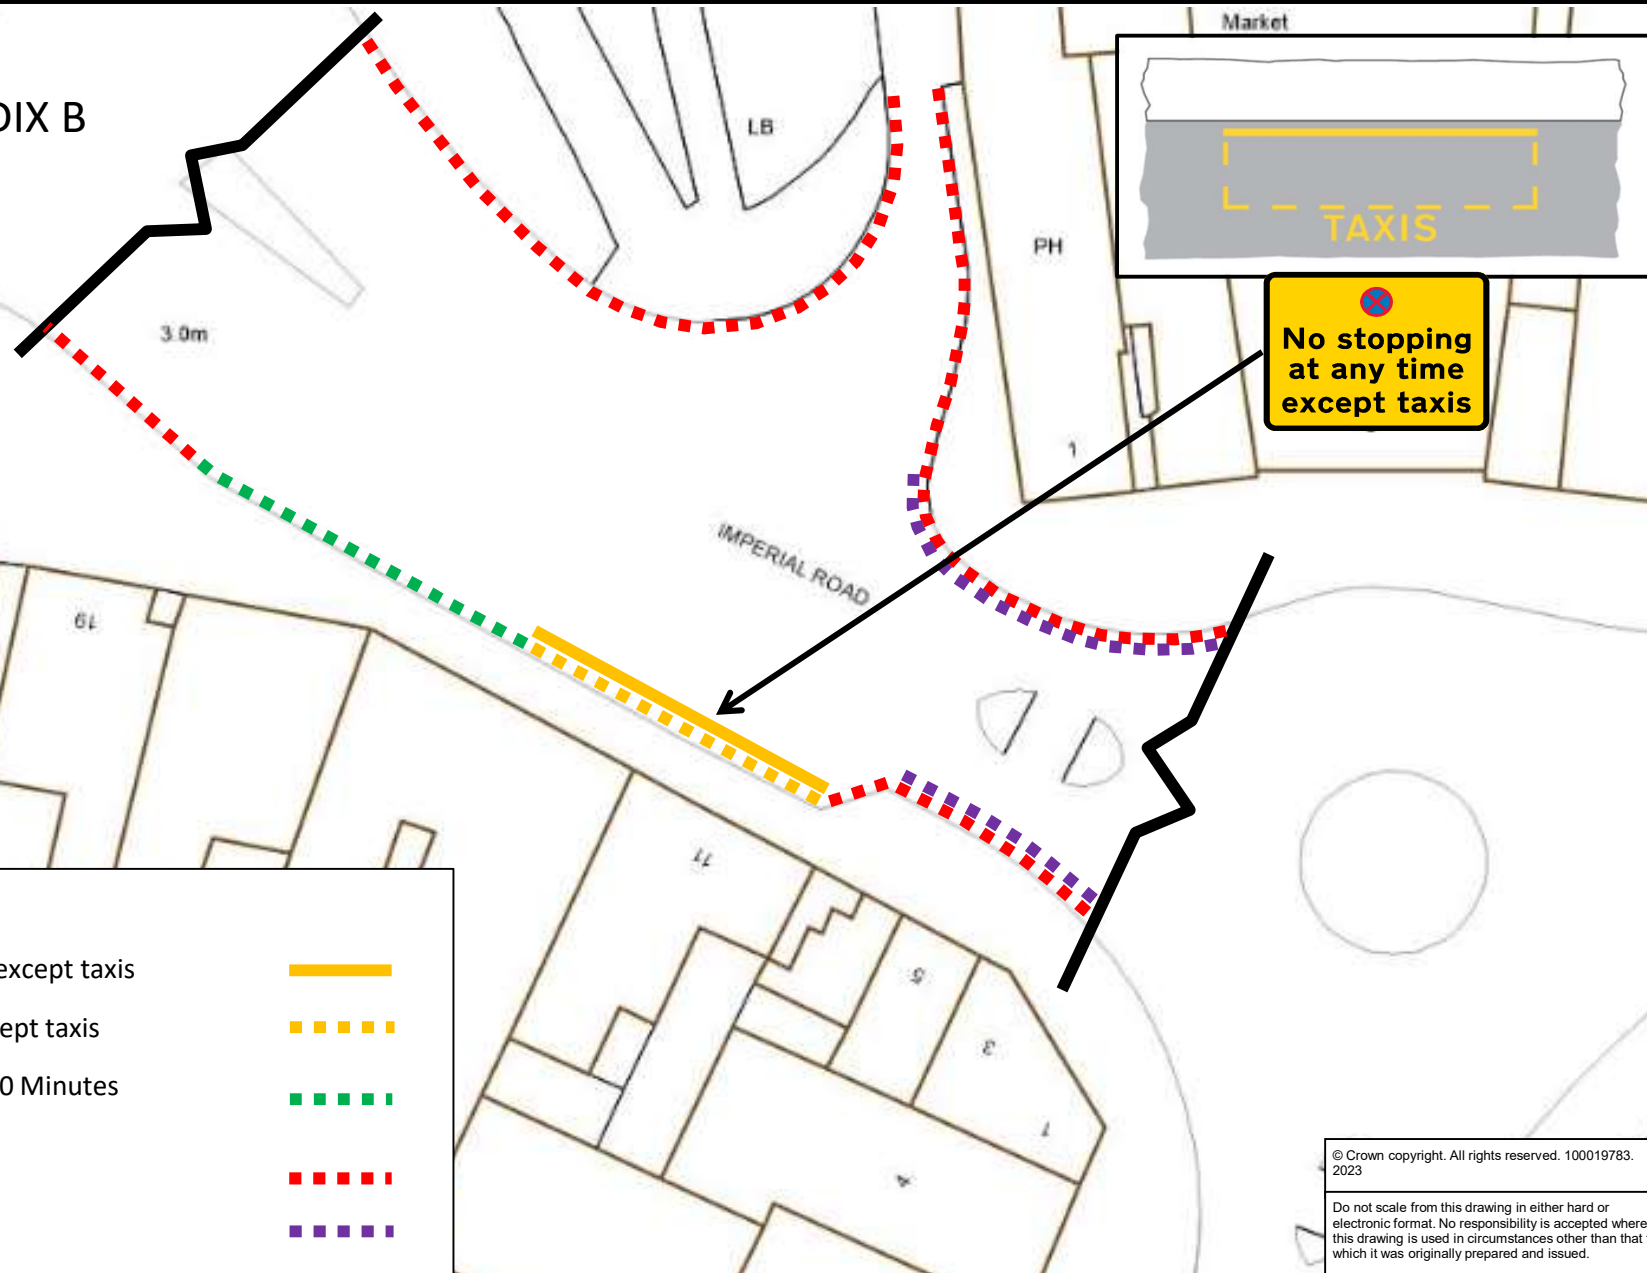 DIX B
Market
LB
TAXIS
PH
No stopping
at any time
except taxis
3.0m
1
IMPERIAL ROAD
19
11
5
3
1
4
except taxis
ept taxis
0 Minutes
© Crown copyright. All rights reserved. 100019783.
2023
Do not scale from this drawing in either hard or
electronic format. No responsibility is accepted where
this drawing is used in circumstances other than that
which it was originally prepared and issued.